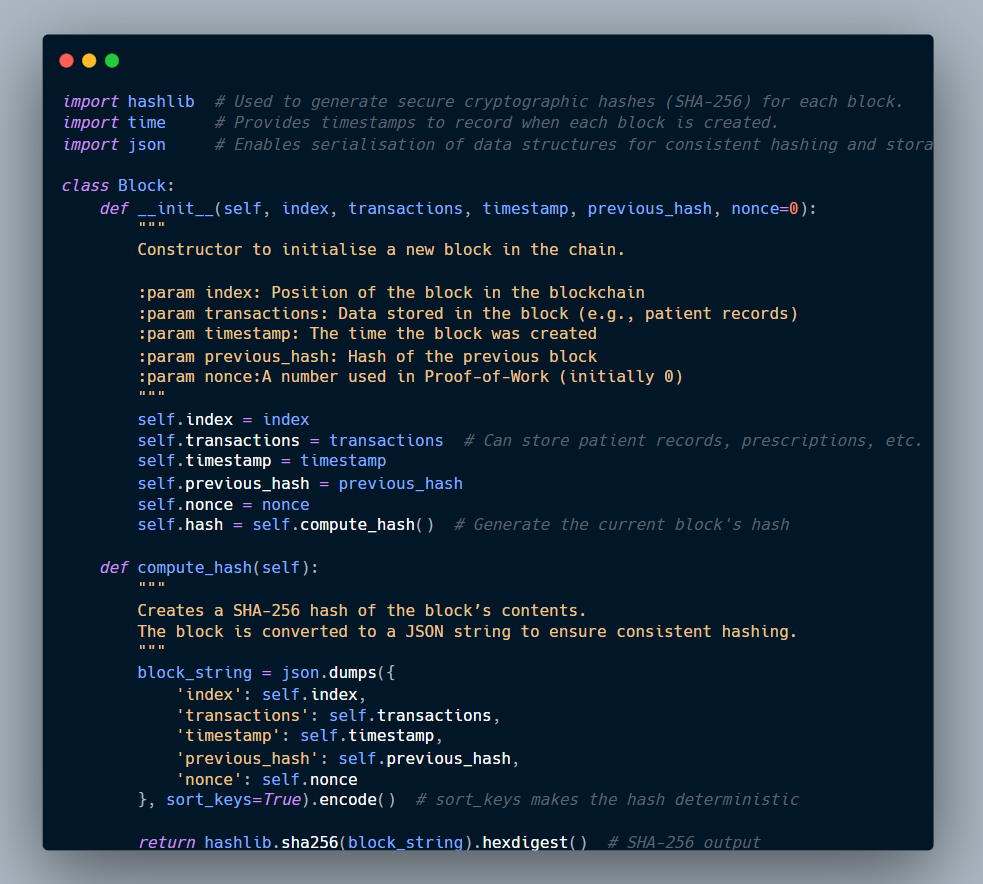 import hashlib  # Used to generate secure cryptographic hashes (SHA-256) for each block.
import time     # Provides timestamps to record when each block is created.
import json     # Enables serialisation of data structures for consistent hashing and stora

class Block:
    def __init__(self, index, transactions, timestamp, previous_hash, nonce=0):
        """
        Constructor to initialise a new block in the chain.

        :param index: Position of the block in the blockchain
        :param transactions: Data stored in the block (e.g., patient records)
        :param timestamp: The time the block was created
        :param previous_hash: Hash of the previous block
        :param nonce:A number used in Proof-of-Work (initially 0)
        """
        self.index = index
        self.transactions = transactions  # Can store patient records, prescriptions, etc.
        self.timestamp = timestamp
        self.previous_hash = previous_hash
        self.nonce = nonce
        self.hash = self.compute_hash()  # Generate the current block's hash

    def compute_hash(self):
        """
        Creates a SHA-256 hash of the block’s contents.
        The block is converted to a JSON string to ensure consistent hashing.
        """
        block_string = json.dumps({
            'index': self.index,
            'transactions': self.transactions,
            'timestamp': self.timestamp,
            'previous_hash': self.previous_hash,
            'nonce': self.nonce
        }, sort_keys=True).encode()  # sort_keys makes the hash deterministic

        return hashlib.sha256(block_string).hexdigest()  # SHA-256 output